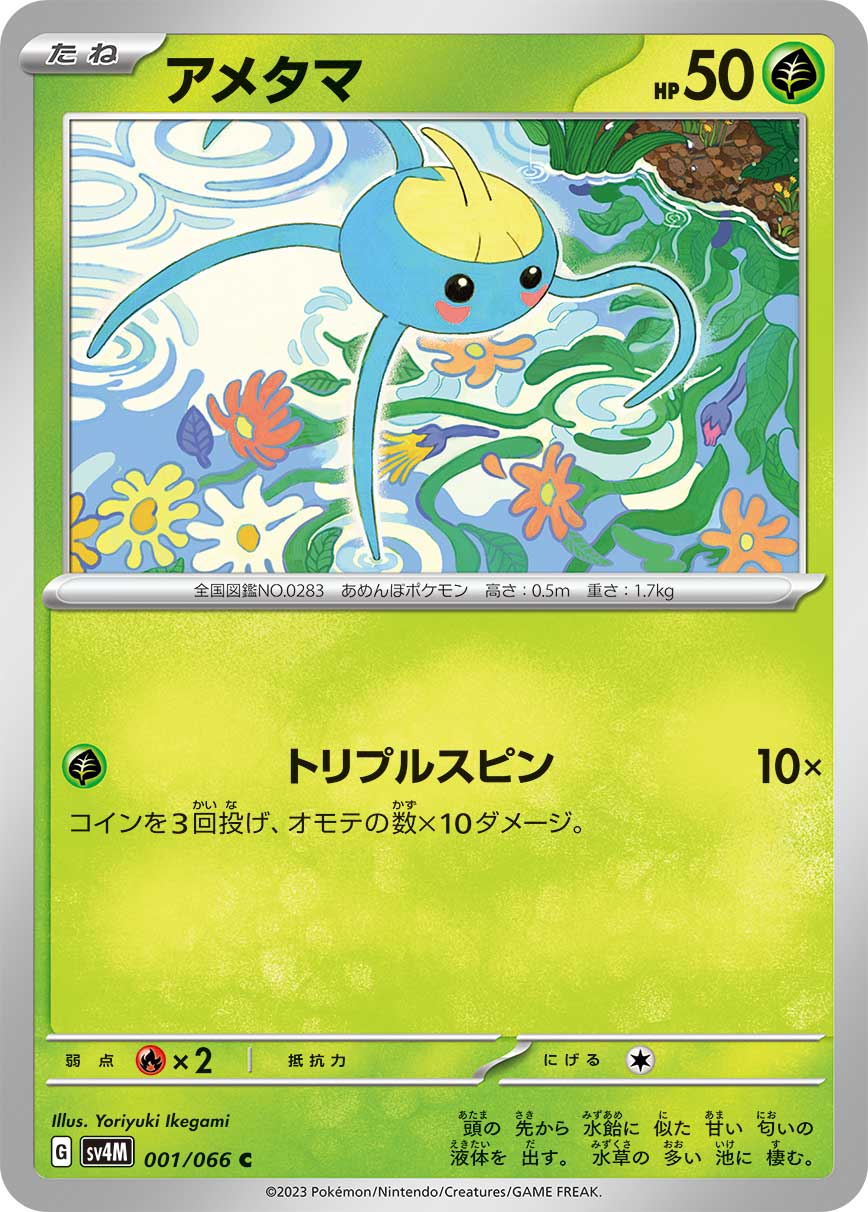 たね
アメタマ
HP50
全国図鑑NO.0283 あめんぼポケモン 高さ：0.5m 重さ：1.7kg
トリプルスピン 10×
コインを3回投げ、オモテの数×10ダメージ。
弱点 ×2 抵抗力 にげる
Illus. Yoriyuki Ikegami
G SV4M 001/066 C
頭の 先から 水飴に 似た 甘い 匂いの
液体を 出す。 水草の 多い 池に 棲む。
©2023 Pokémon/Nintendo/Creatures/GAME FREAK.